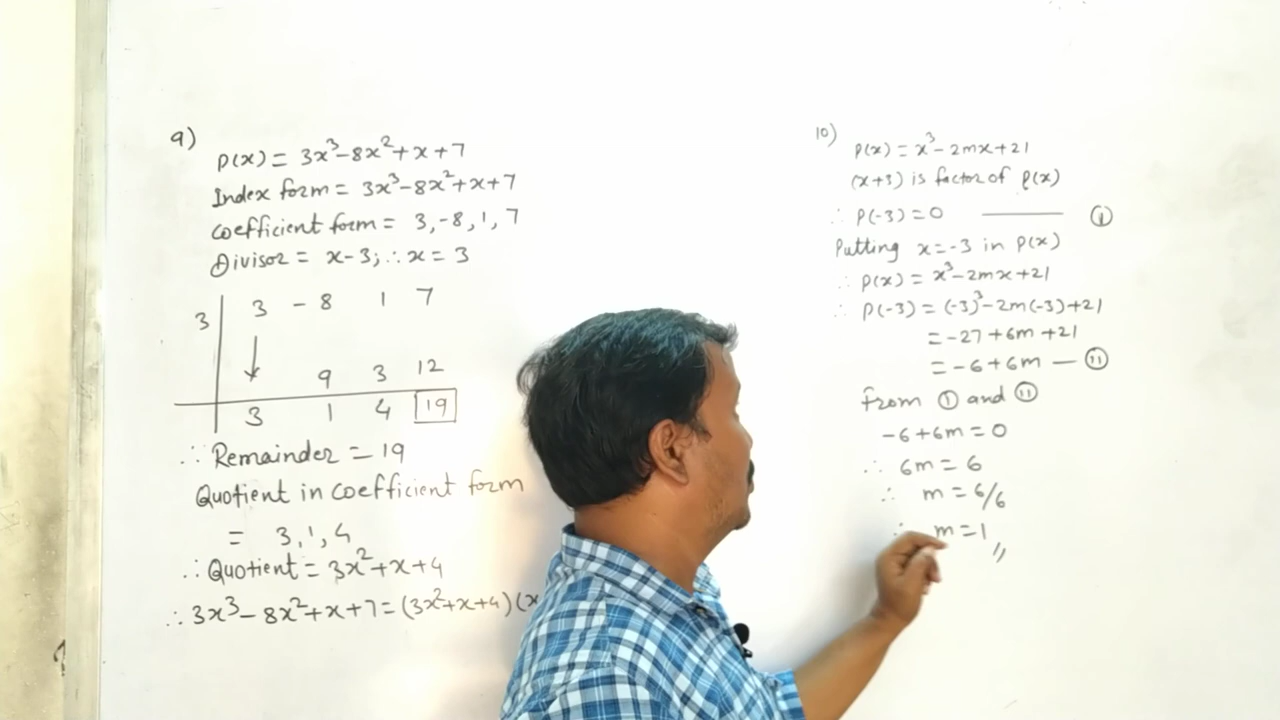 9)
P(x) = 3x³-8x²+x+7
Index form = 3x³-8x²+x+7
Coefficient form = 3,-8,1,7
Divisor = x-3; ∴ x = 3
3 3 -8 1 7
9 3 12
3 1 4 19
∴ Remainder = 19
Quotient in coefficient form
= 3,1,4
∴ Quotient = 3x²+x+4
∴ 3x³-8x²+x+7=(3x²+x+4)(x
10)
P(x) = x³-2mx+21
(x+3) is factor of P(x)
∴ P(-3)=0 —— (i)
Putting x=-3 in P(x)
∴ P(x) = x³-2mx+21
∴ P(-3) = (-3)³-2m(-3)+21
= -27+6m+21
= -6+6m — (ii)
from (i) and (ii)
-6+6m=0
∴ 6m = 6
∴ m = 6/6
∴ m=1 //